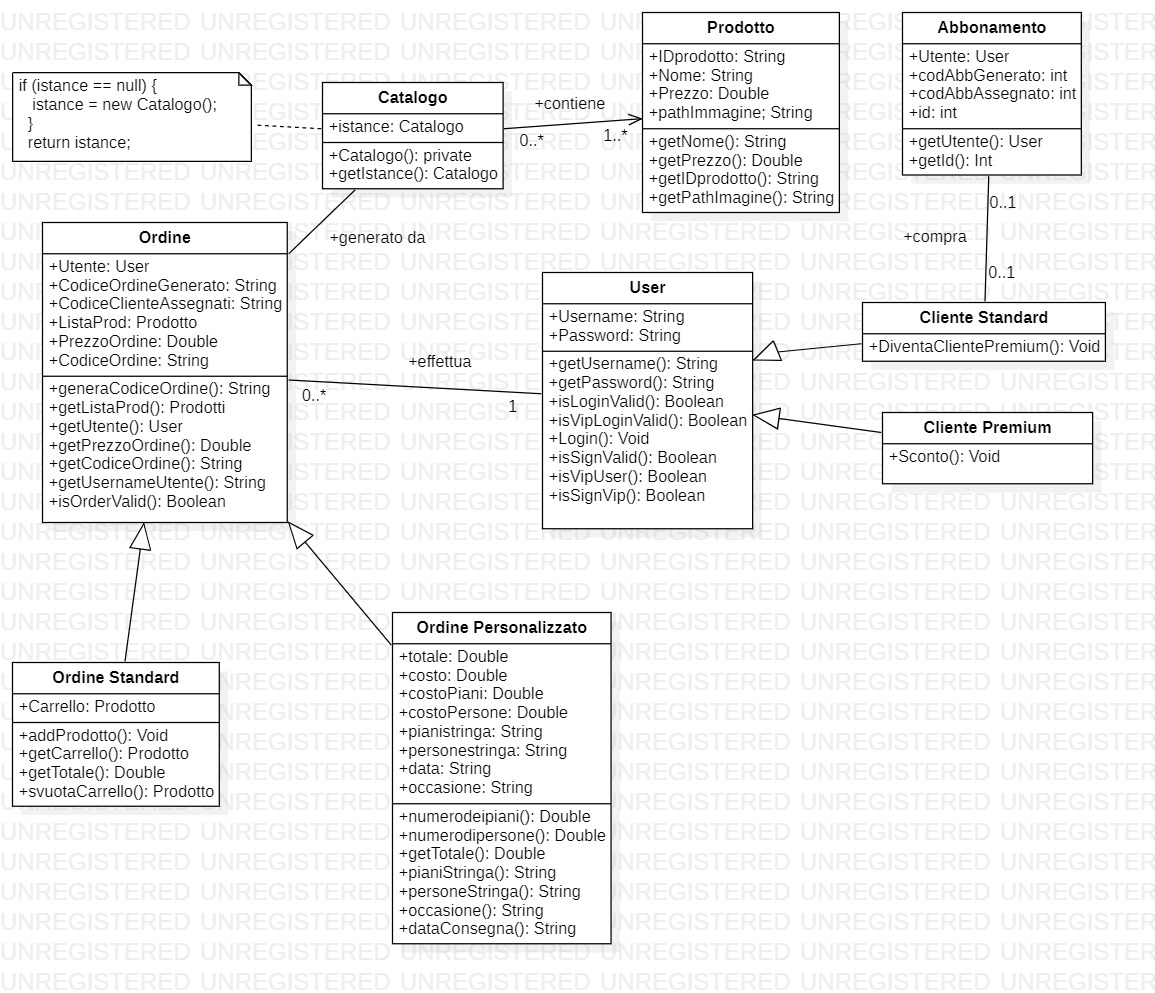 if (istance == null) {
istance = new Catalogo();
}
return istance;
Catalogo
+istance: Catalogo
+Catalogo(): private
+getIstance(): Catalogo
+contiene
0..*
1..*
Prodotto
+IDprodotto: String
+Nome: String
+Prezzo: Double
+pathImmagine; String
+getNome(): String
+getPrezzo(): Double
+getIDprodotto(): String
+getPathImagine(): String
Abbonamento
+Utente: User
+codAbbGenerato: int
+codAbbAssegnato: int
+id: int
+getUtente(): User
+getId(): Int
0..1
+compra
0..1
+generato da
Ordine
+Utente: User
+CodiceOrdineGenerato: String
+CodiceClienteAssegnati: String
+ListaProd: Prodotto
+PrezzoOrdine: Double
+CodiceOrdine: String
+generaCodiceOrdine(): String
+getListaProd(): Prodotti
+getUtente(): User
+getPrezzoOrdine(): Double
+getCodiceOrdine(): String
+getUsernameUtente(): String
+isOrderValid(): Boolean
+effettua
0..*
1
User
+Username: String
+Password: String
+getUsername(): String
+getPassword(): String
+isLoginValid(): Boolean
+isVipLoginValid(): Boolean
+Login(): Void
+isSignValid(): Boolean
+isVipUser(): Boolean
+isSignVip(): Boolean
Cliente Standard
+DiventaClientePremium(): Void
Cliente Premium
+Sconto(): Void
Ordine Standard
+Carrello: Prodotto
+addProdotto(): Void
+getCarrello(): Prodotto
+getTotale(): Double
+svuotaCarrello(): Prodotto
Ordine Personalizzato
+totale: Double
+costo: Double
+costoPiani: Double
+costoPersone: Double
+pianistringa: String
+personestringa: String
+data: String
+occasione: String
+numerodeipiani(): Double
+numerodipersone(): Double
+getTotale(): Double
+pianiStringa(): String
+personeStringa(): String
+occasione(): String
+dataConsegna(): String
UNREGISTERED